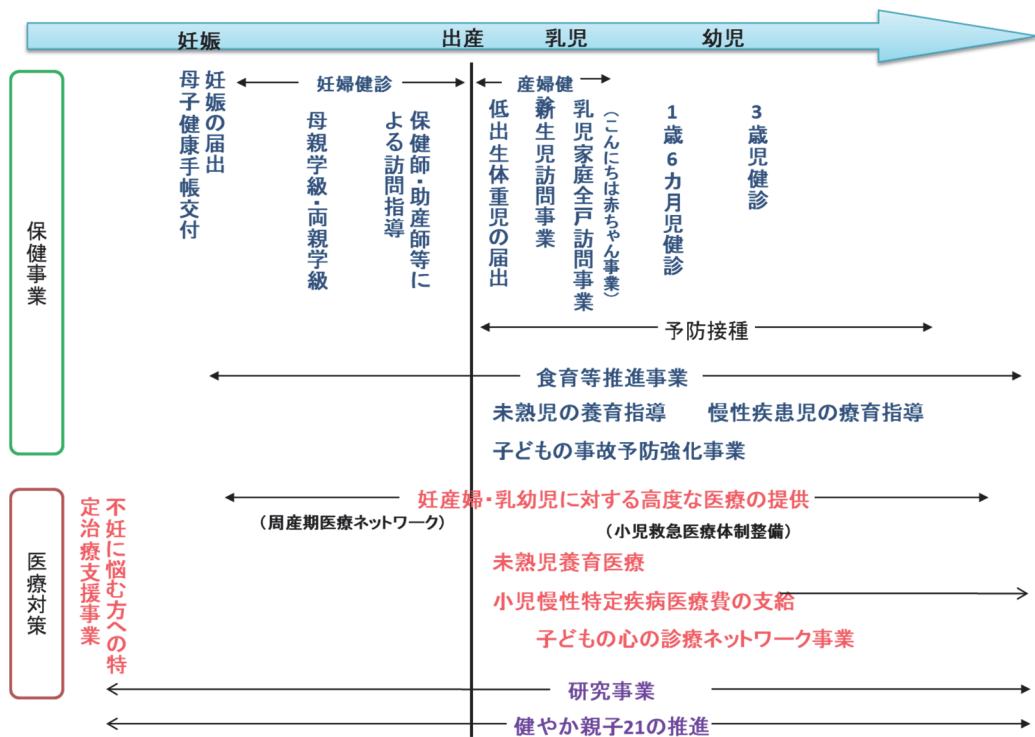 妊娠
出産
乳児
幼児
保健事業
妊娠の届出
母子健康手帳交付
妊婦健診
母親学級・両親学級
保健師・助産師等に
よる訪問指導
産婦健診
低出生体重児の届出
新生児訪問事業
乳児家庭全戸訪問事業
（こんにちは赤ちゃん事業）
1歳6カ月児健診
3歳児健診
予防接種
食育等推進事業
未熟児の養育指導
慢性疾患児の療育指導
子どもの事故予防強化事業
医療対策
不妊に悩む方への特
定治療支援事業
妊産婦・乳幼児に対する高度な医療の提供
（周産期医療ネットワーク）
（小児救急医療体制整備）
未熟児養育医療
小児慢性特定疾病医療費の支給
子どもの心の診療ネットワーク事業
研究事業
健やか親子21の推進